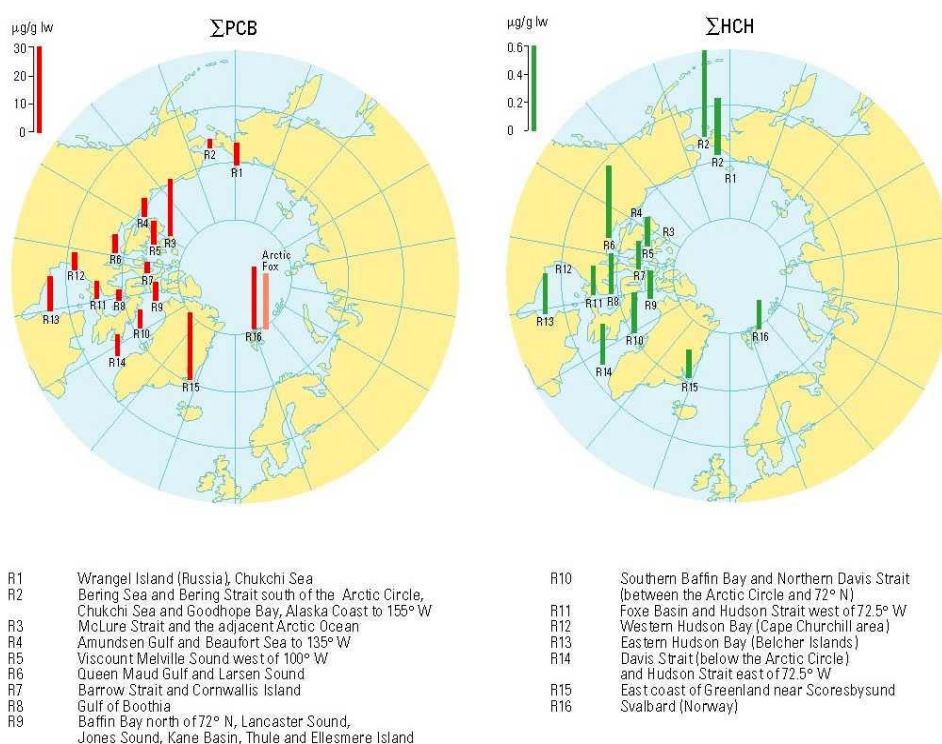 µg/g lw
ΣPCB
30
20
10
0
R2
R1
R4
R3
R5
R6
R12
R7
R11
R8
R9
R13
R10
R14
R15
Arctic
Fox
R16
µg/g lw
ΣHCH
0.6
0.4
0.2
0
R2
R2
R1
R4
R3
R6
R5
R12
R7
R11
R8
R9
R13
R10
R14
R15
R16
R1 Wrangel Island (Russia), Chukchi Sea
R2 Bering Sea and Bering Strait south of the Arctic Circle,
Chukchi Sea and Goodhope Bay, Alaska Coast to 155° W
R3 McLure Strait and the adjacent Arctic Ocean
R4 Amundsen Gulf and Beaufort Sea to 135° W
R5 Viscount Melville Sound west of 100° W
R6 Queen Maud Gulf and Larsen Sound
R7 Barrow Strait and Cornwallis Island
R8 Gulf of Boothia
R9 Baffin Bay north of 72° N, Lancaster Sound,
Jones Sound, Kane Basin, Thule and Ellesmere Island
R10 Southern Baffin Bay and Northern Davis Strait
(between the Arctic Circle and 72° N)
R11 Foxe Basin and Hudson Strait west of 72.5° W
R12 Western Hudson Bay (Cape Churchill area)
R13 Eastern Hudson Bay (Belcher Islands)
R14 Davis Strait (below the Arctic Circle)
and Hudson Strait east of 72.5° W
R15 East coast of Greenland near Scoresbysund
R16 Svalbard (Norway)